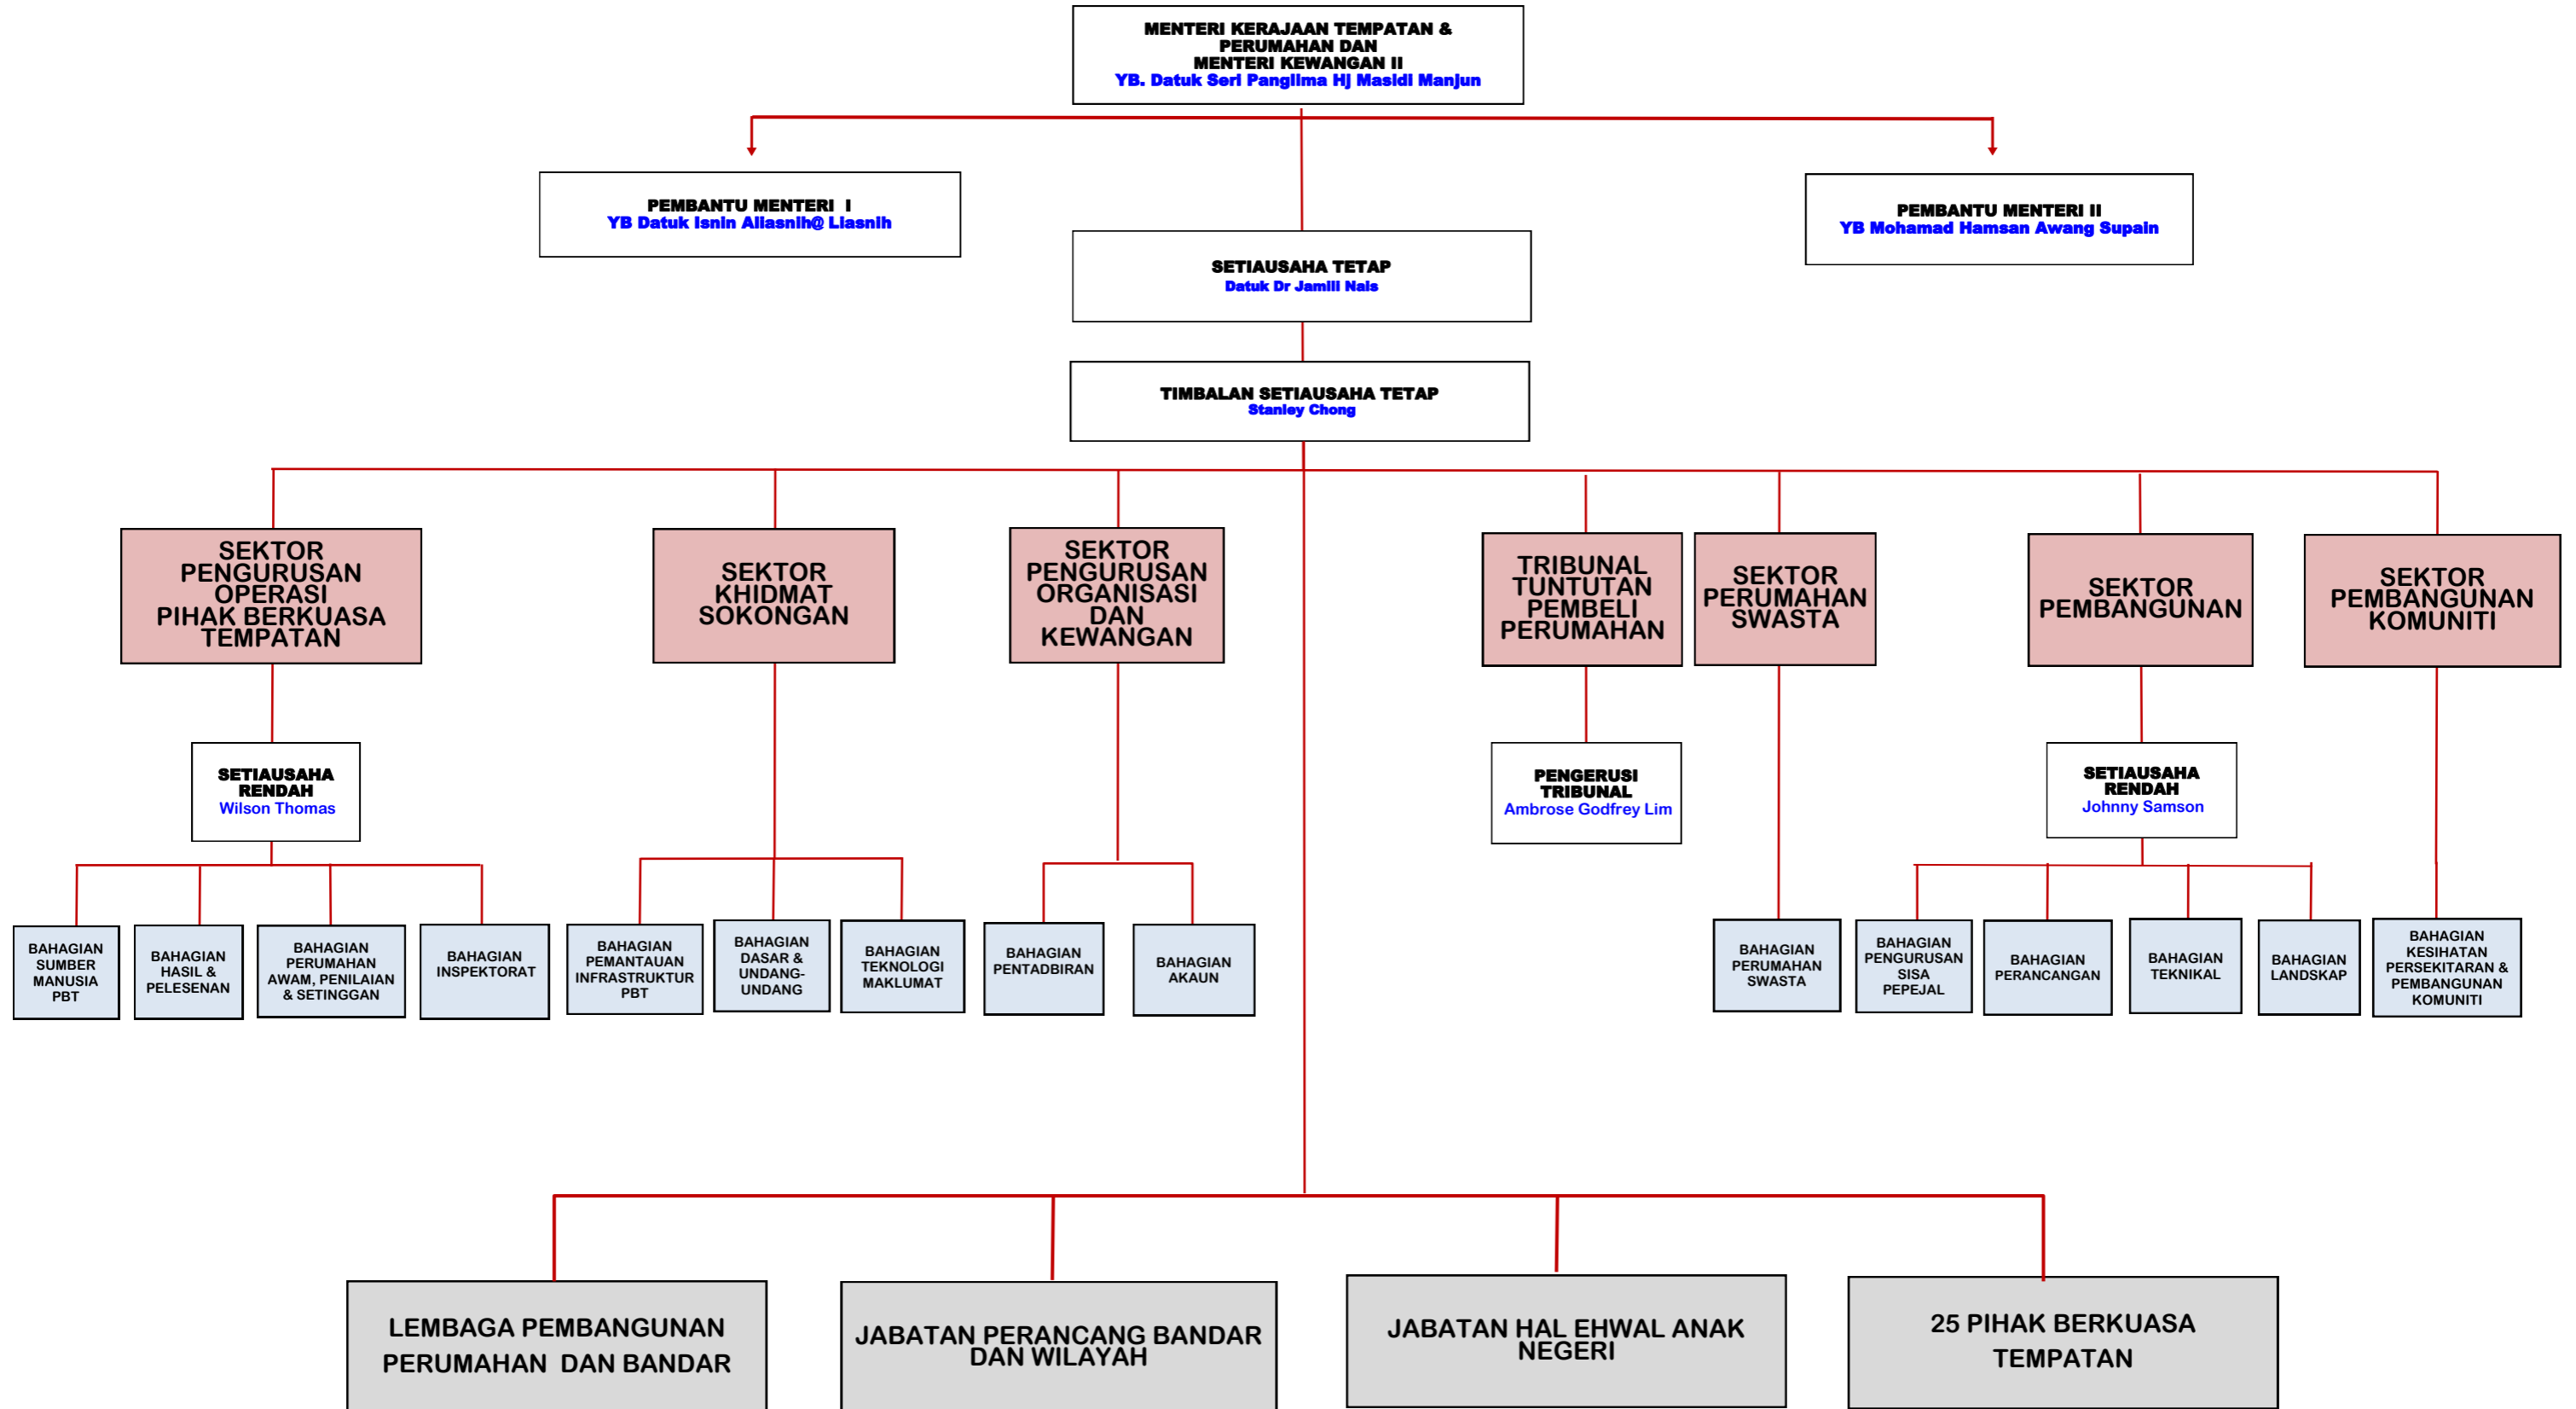 MENTERI KERAJAAN TEMPATAN &
PERUMAHAN DAN
MENTERI KEWANGAN II
YB. Datuk Seri Panglima Hj Masidi Manjun
PEMBANTU MENTERI I
YB Datuk Isnin Aliasnih@ Liasnih
PEMBANTU MENTERI II
YB Mohamad Hamsan Awang Supain
SETIAUSAHA TETAP
Datuk Dr Jamili Nais
TIMBALAN SETIAUSAHA TETAP
Stanley Chong
SEKTOR
PENGURUSAN
OPERASI
PIHAK BERKUASA
TEMPATAN
SEKTOR
KHIDMAT
SOKONGAN
SEKTOR
PENGURUSAN
ORGANISASI
DAN
KEWANGAN
TRIBUNAL
TUNTUTAN
PEMBELI
PERUMAHAN
SEKTOR
PERUMAHAN
SWASTA
SEKTOR
PEMBANGUNAN
SEKTOR
PEMBANGUNAN
KOMUNITI
SETIAUSAHA
RENDAH
Wilson Thomas
PENGERUSI
TRIBUNAL
Ambrose Godfrey Lim
SETIAUSAHA
RENDAH
Johnny Samson
BAHAGIAN
SUMBER
MANUSIA
PBT
BAHAGIAN
HASIL &
PELESENAN
BAHAGIAN
PERUMAHAN
AWAM, PENILAIAN
& SETINGGAN
BAHAGIAN
INSPEKTORAT
BAHAGIAN
PEMANTAUAN
INFRASTRUKTUR
PBT
BAHAGIAN
DASAR &
UNDANG-
UNDANG
BAHAGIAN
TEKNOLOGI
MAKLUMAT
BAHAGIAN
PENTADBIRAN
BAHAGIAN
AKAUN
BAHAGIAN
PERUMAHAN
SWASTA
BAHAGIAN
PENGURUSAN
SISA
PEPEJAL
BAHAGIAN
PERANCANGAN
BAHAGIAN
TEKNIKAL
BAHAGIAN
LANDSKAP
BAHAGIAN
KESIHATAN
PERSEKITARAN &
PEMBANGUNAN
KOMUNITI
LEMBAGA PEMBANGUNAN
PERUMAHAN DAN BANDAR
JABATAN PERANCANG BANDAR
DAN WILAYAH
JABATAN HAL EHWAL ANAK
NEGERI
25 PIHAK BERKUASA
TEMPATAN